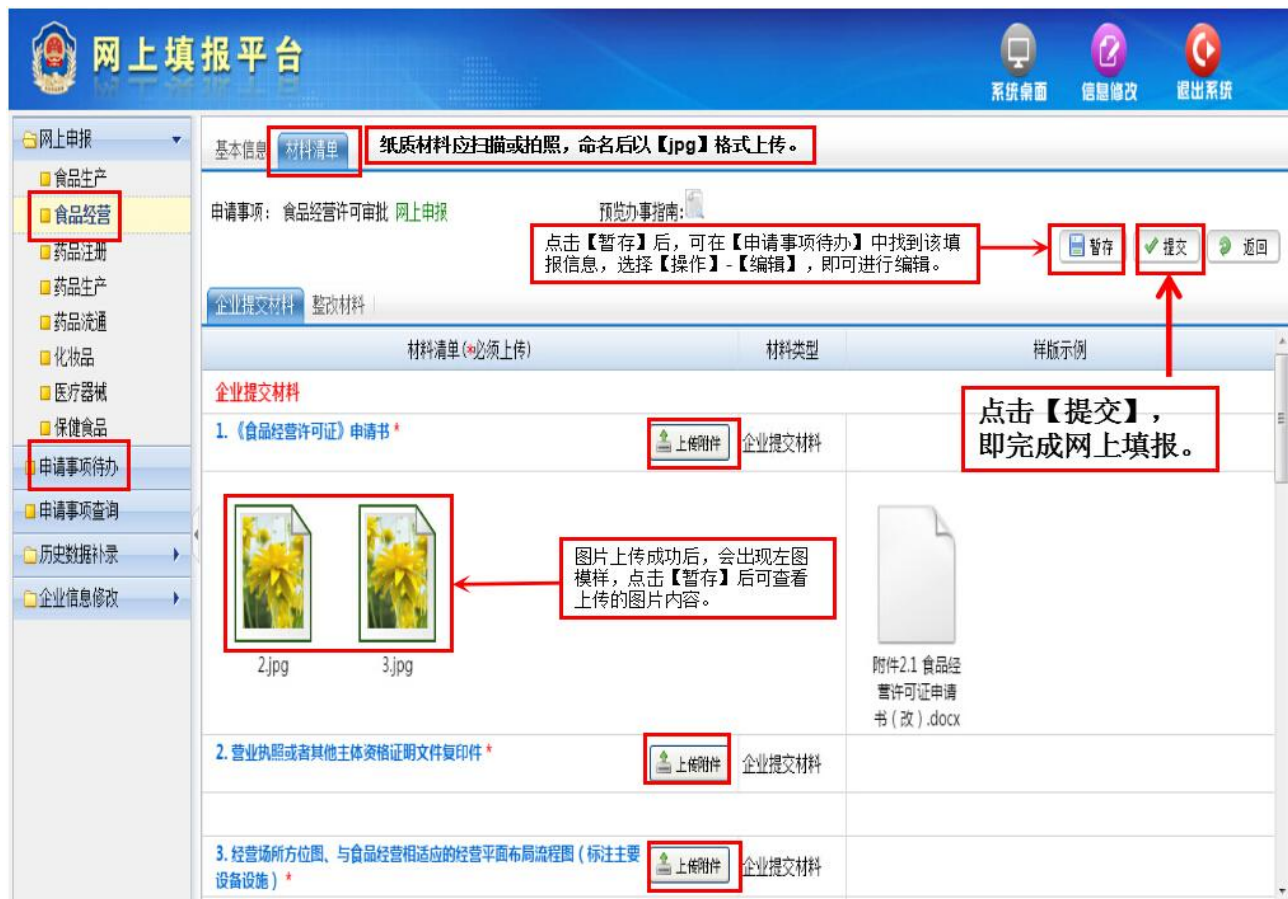 网上填报平台
系统桌面
信息修改
退出系统
网上申报
食品生产
食品经营
药品注册
药品生产
药品流通
化妆品
医疗器械
保健食品
申请事项待办
申请事项查询
历史数据补录
企业信息修改
基本信息
材料清单
纸质材料应扫描或拍照，命名后以【jpg】格式上传。
申请事项： 食品经营许可审批 网上申报
预览办事指南:
点击【暂存】后，可在【申请事项待办】中找到该填
报信息，选择【操作】-【编辑】，即可进行编辑。
暂存
提交
返回
企业提交材料
整改材料
材料清单(*必须上传)
材料类型
样版示例
企业提交材料
点击【提交】，
即完成网上填报。
1.《食品经营许可证》申请书 *
上传附件
企业提交材料
图片上传成功后，会出现左图
模样，点击【暂存】后可查看
上传的图片内容。
2.jpg
3.jpg
附件2.1 食品经
营许可证申请
书 ( 改 ) .docx
2. 营业执照或者其他主体资格证明文件复印件 *
上传附件
企业提交材料
3. 经营场所方位图、与食品经营相适应的经营平面布局流程图 ( 标注主要
设备设施 ) *
上传附件
企业提交材料